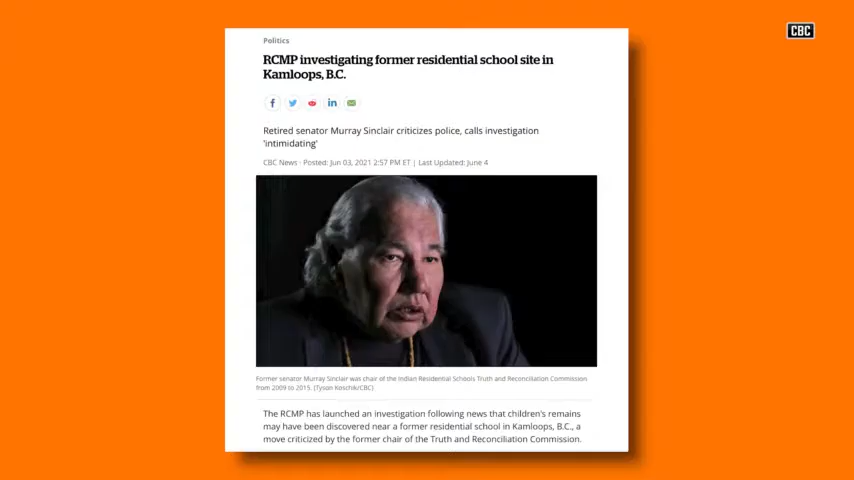 CBC
Politics
RCMP investigating former residential school site in
Kamloops, B.C.
Retired senator Murray Sinclair criticizes police, calls investigation
'intimidating'
CBC News · Posted: Jun 03, 2021 2:57 PM ET | Last Updated: June 4
Former senator Murray Sinclair was chair of the Indian Residential Schools Truth and Reconciliation Commission
from 2009 to 2015. (Tyson Koschik/CBC)
The RCMP has launched an investigation following news that children's remains
may have been discovered near a former residential school in Kamloops, B.C., a
move criticized by the former chair of the Truth and Reconciliation Commission.